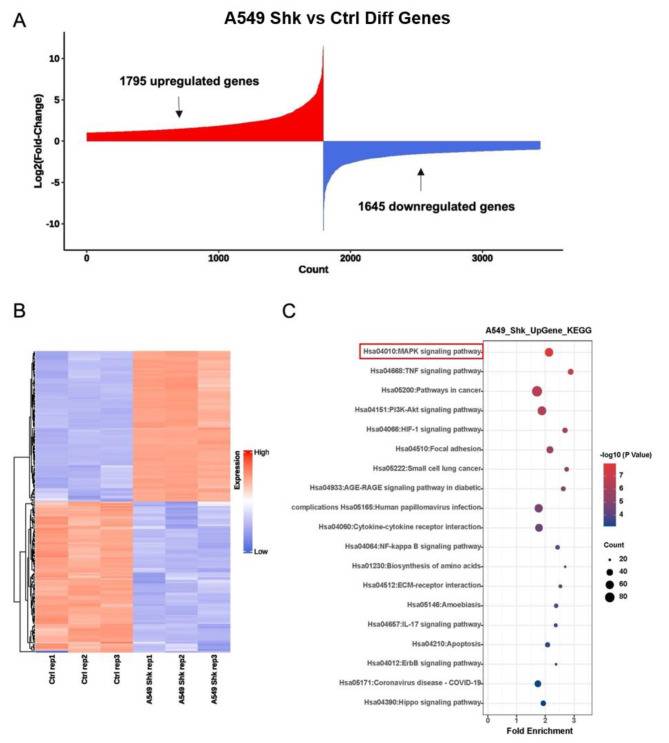 A
A549 Shk vs Ctrl Diff Genes
Log2(Fold-Change)
10
5
0
-5
-10
1795 upregulated genes
1645 downregulated genes
0
1000
2000
3000
Count
B
Expression
High
Low
Ctrl rep1
Ctrl rep2
Ctrl rep3
A549 Shk rep1
A549 Shk rep2
A549 Shk rep3
C
A549_Shk_UpGene_KEGG
Hsa04010:MAPK signaling pathway
Hsa04668:TNF signaling pathway
Hsa05200:Pathways in cancer
Hsa04151:PI3K-Akt signaling pathway
Hsa04066:HIF-1 signaling pathway
Hsa04510:Focal adhesion
Hsa05222:Small cell lung cancer
Hsa04933:AGE-RAGE signaling pathway in diabetic
complications Hsa05165:Human papillomavirus infection
Hsa04060:Cytokine-cytokine receptor interaction
Hsa04064:NF-kappa B signaling pathway
Hsa01230:Biosynthesis of amino acids
Hsa04512:ECM-receptor interaction
Hsa05146:Amoebiasis
Hsa04657:IL-17 signaling pathway
Hsa04210:Apoptosis
Hsa04012:ErbB signaling pathway
Hsa05171:Coronavirus disease - COVID-19
Hsa04390:Hippo signaling pathway
0
1
2
3
Fold Enrichment
-log10 (P Value)
7
6
5
4
Count
20
40
60
80